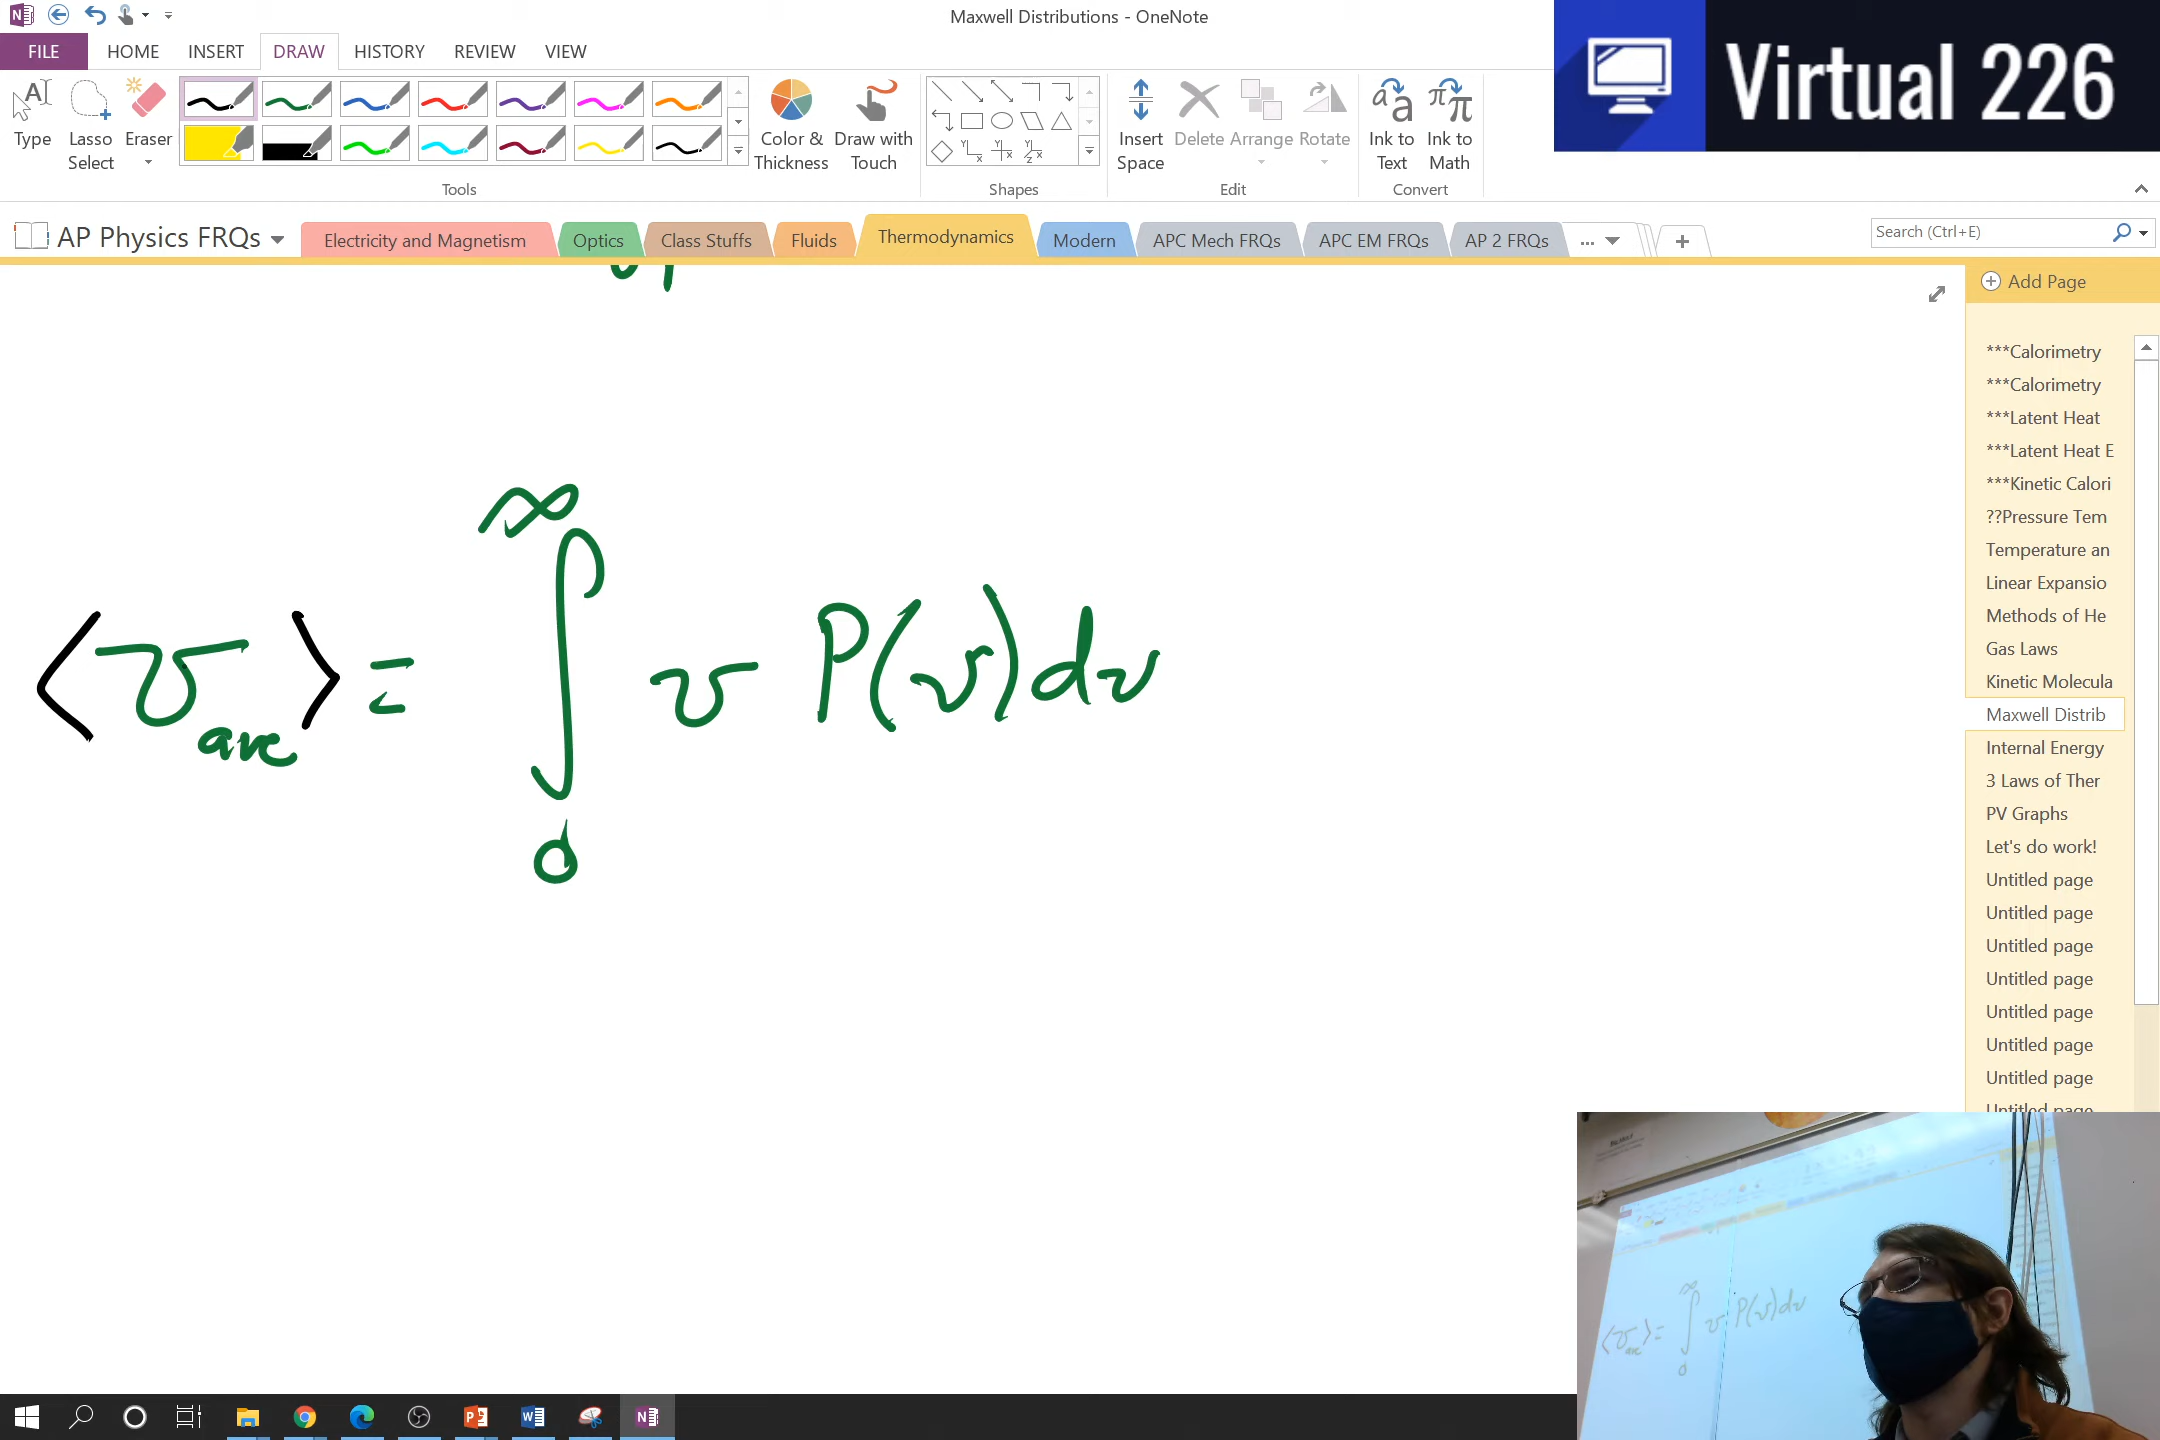 Maxwell Distributions - OneNote
Virtual 226
FILE HOME INSERT DRAW HISTORY REVIEW VIEW
Type
Lasso Select
Eraser
Color & Thickness
Draw with Touch
Insert Space
Delete
Arrange
Rotate
Ink to Text
Ink to Math
Tools
Shapes
Edit
Convert
AP Physics FRQs
Electricity and Magnetism
Optics
Class Stuffs
Fluids
Thermodynamics
Modern
APC Mech FRQs
APC EM FRQs
AP 2 FRQs
...
Search (Ctrl+E)
Add Page
***Calorimetry
***Calorimetry
***Latent Heat
***Latent Heat E
***Kinetic Calori
??Pressure Tem
Temperature an
Linear Expansio
Methods of He
Gas Laws
Kinetic Molecula
Maxwell Distrib
Internal Energy
3 Laws of Ther
PV Graphs
Let's do work!
Untitled page
Untitled page
Untitled page
Untitled page
Untitled page
Untitled page
Untitled page
Untitled page
∞
⟨v ave⟩ = ∫ v P(v)dv
0